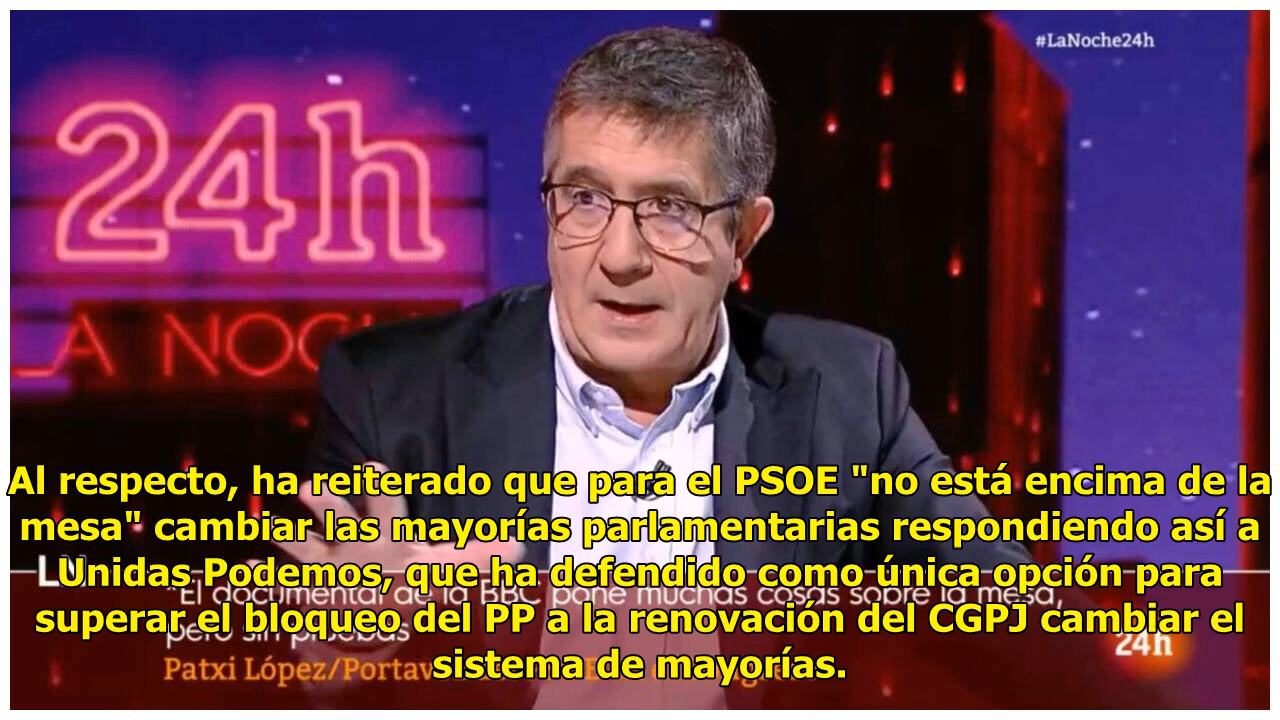 #LaNoche24h
24h
LA NOCH
Al respecto, ha reiterado que para el PSOE "no está encima de la
mesa" cambiar las mayorías parlamentarias respondiendo así a
Unidas Podemos, que ha defendido como única opción para
superar el bloqueo del PP a la renovación del CGPJ cambiar el
sistema de mayorías.
"El documental de la BBC pone muchas cosas sobre la mesa,
pero sin pruebas
Patxi López/Portav
24h